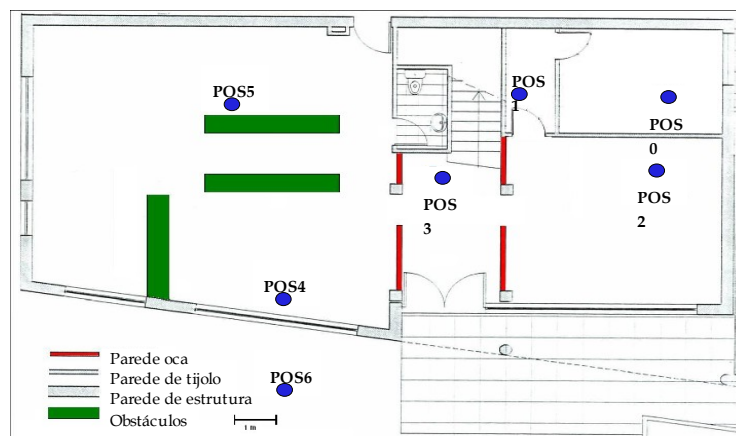 POS5
POS
1
POS
0
POS
3
POS
2
POS4
POS6
Parede oca
Parede de tijolo
Parede de estrutura
Obstáculos
1 m